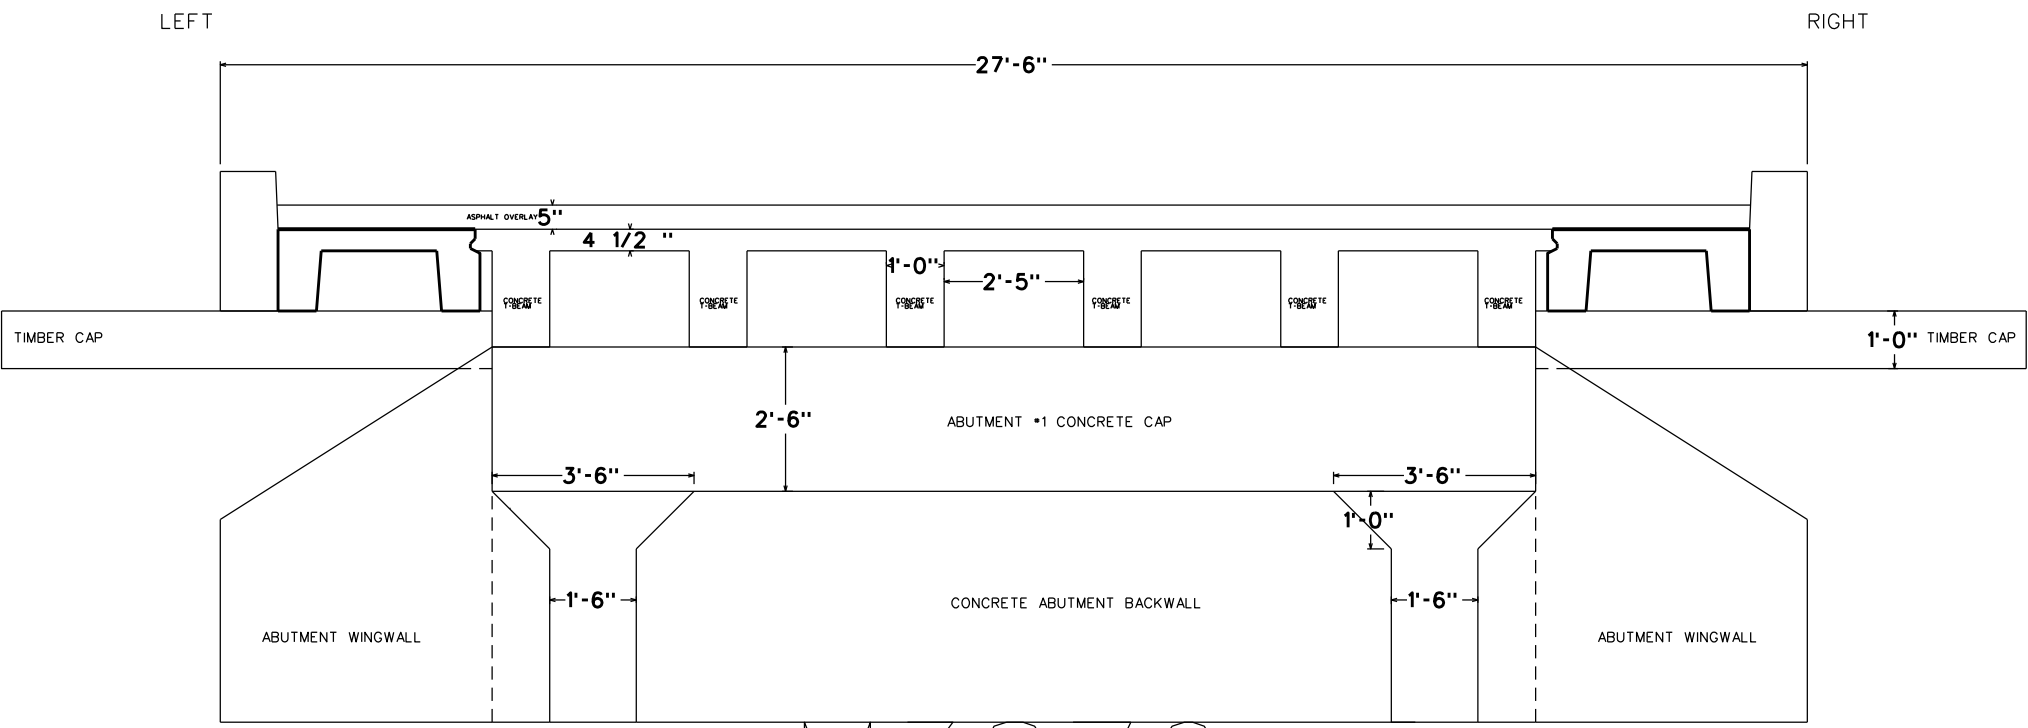 LEFT
RIGHT
27'-6"
ASPHALT OVERLAY 5"
4 1/2 "
1'-0"
2'-5"
CONCRETE
T-BEAM
CONCRETE
T-BEAM
CONCRETE
T-BEAM
CONCRETE
T-BEAM
CONCRETE
T-BEAM
CONCRETE
T-BEAM
TIMBER CAP
1'-0" TIMBER CAP
2'-6"
ABUTMENT #1 CONCRETE CAP
3'-6"
3'-6"
1'-0"
1'-6"
CONCRETE ABUTMENT BACKWALL
1'-6"
ABUTMENT WINGWALL
ABUTMENT WINGWALL